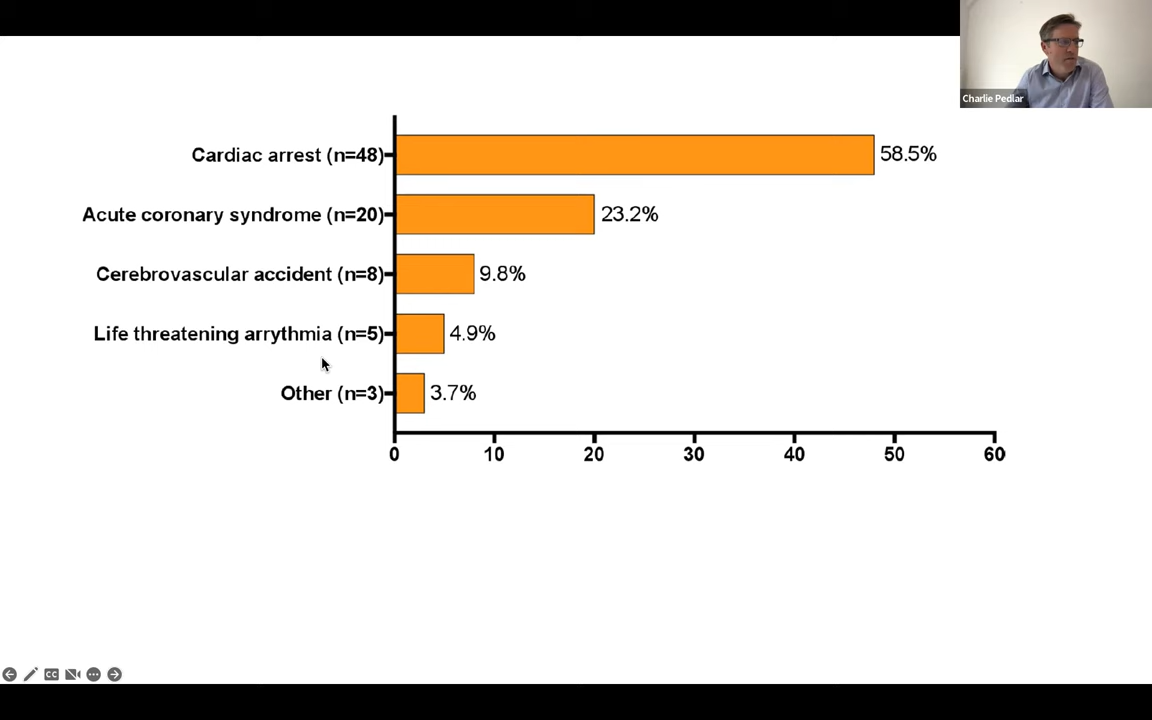 Charlie Pedlar
Cardiac arrest (n=48) 58.5%
Acute coronary syndrome (n=20) 23.2%
Cerebrovascular accident (n=8) 9.8%
Life threatening arrythmia (n=5) 4.9%
Other (n=3) 3.7%
0 10 20 30 40 50 60
CC